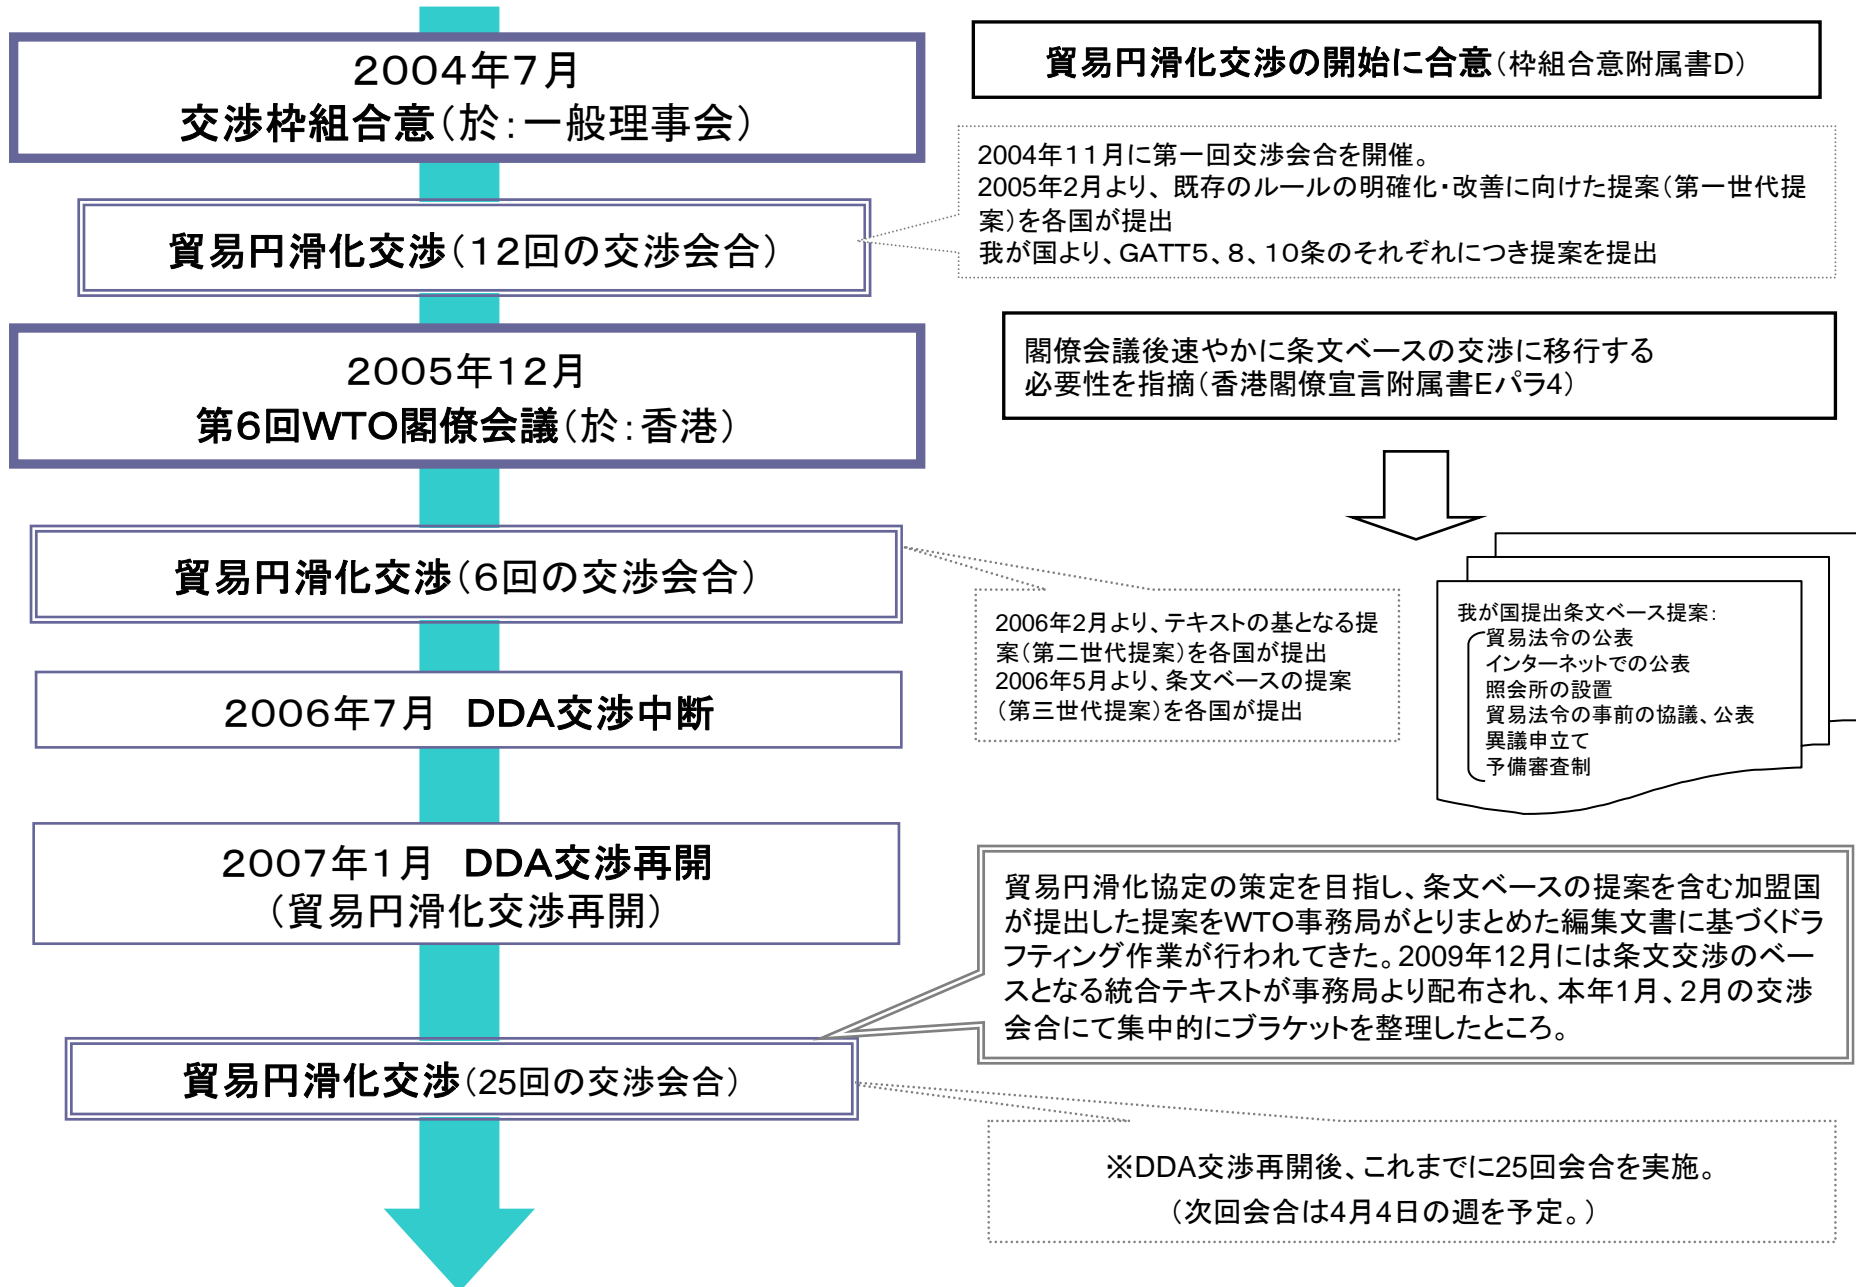 2004年7月
交渉枠組合意(於:一般理事会)
貿易円滑化交渉の開始に合意(枠組合意附属書D)
2004年11月に第一回交渉会合を開催。
2005年2月より、既存のルールの明確化・改善に向けた提案(第一世代提
案)を各国が提出
我が国より、GATT5、8、10条のそれぞれにつき提案を提出
貿易円滑化交渉(12回の交渉会合)
2005年12月
第6回WTO閣僚会議(於:香港)
閣僚会議後速やかに条文ベースの交渉に移行する
必要性を指摘(香港閣僚宣言附属書Eパラ4)
貿易円滑化交渉(6回の交渉会合)
2006年2月より、テキストの基となる提
案(第二世代提案)を各国が提出
2006年5月より、条文ベースの提案
(第三世代提案)を各国が提出
我が国提出条文ベース提案:
貿易法令の公表
インターネットでの公表
照会所の設置
貿易法令の事前の協議、公表
異議申立て
予備審査制
2006年7月 DDA交渉中断
2007年1月 DDA交渉再開
(貿易円滑化交渉再開)
貿易円滑化協定の策定を目指し、条文ベースの提案を含む加盟国
が提出した提案をWTO事務局がとりまとめた編集文書に基づくドラ
フティング作業が行われてきた。2009年12月には条文交渉のベー
スとなる統合テキストが事務局より配布され、本年1月、2月の交渉
会合にて集中的にブラケットを整理したところ。
貿易円滑化交渉(25回の交渉会合)
※DDA交渉再開後、これまでに25回会合を実施。
(次回会合は4月4日の週を予定。)